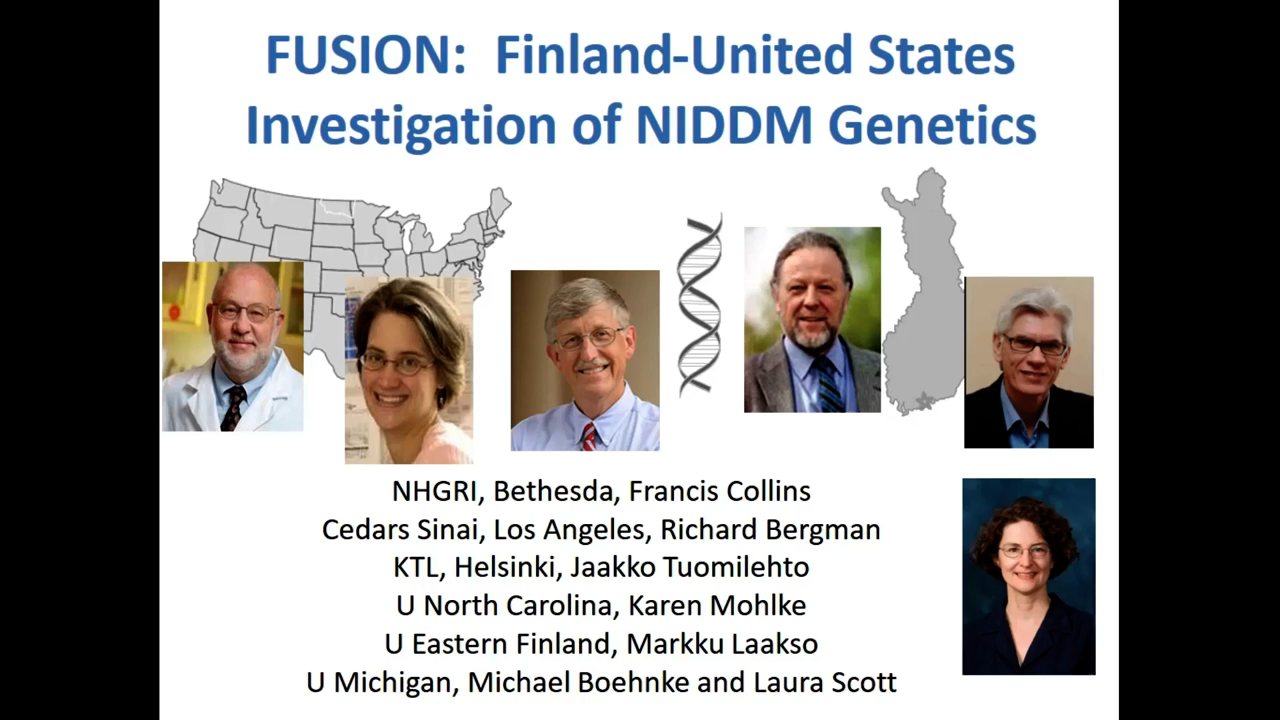 FUSION: Finland-United States
Investigation of NIDDM Genetics
NHGRI, Bethesda, Francis Collins
Cedars Sinai, Los Angeles, Richard Bergman
KTL, Helsinki, Jaakko Tuomilehto
U North Carolina, Karen Mohlke
U Eastern Finland, Markku Laakso
U Michigan, Michael Boehnke and Laura Scott